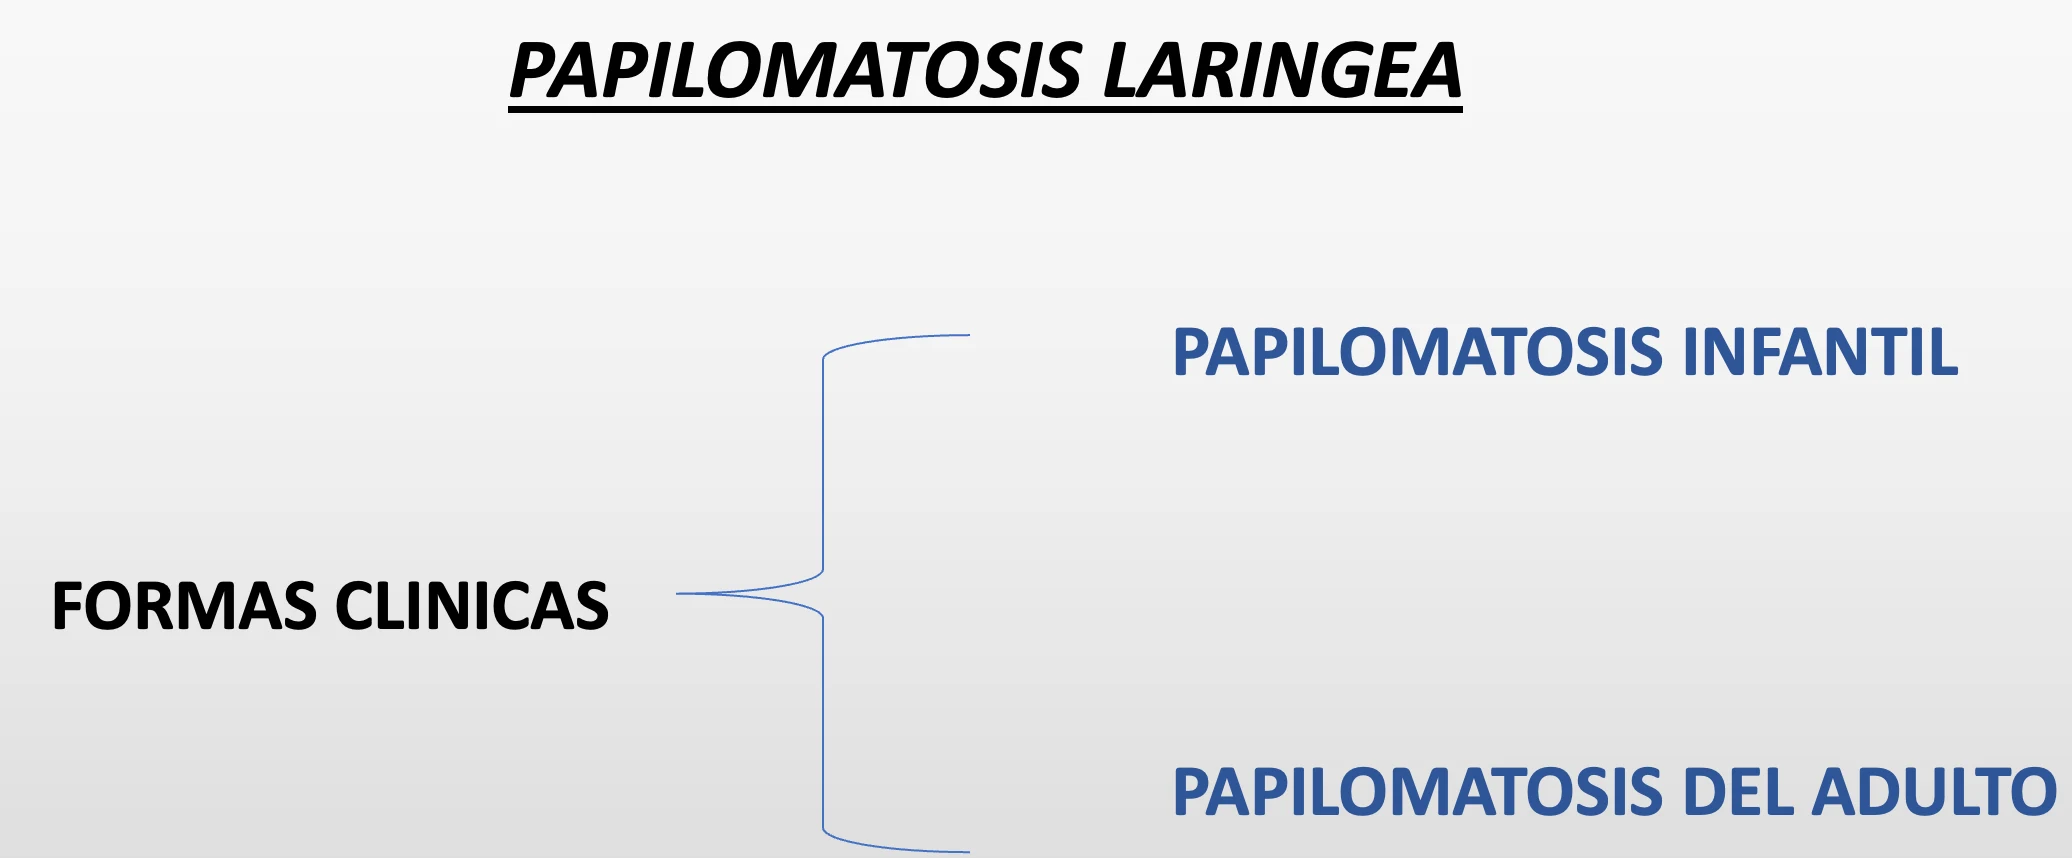 PAPILOMATOSIS LARINGEA
PAPILOMATOSIS INFANTIL
FORMAS CLINICAS
PAPILOMATOSIS DEL ADULTO